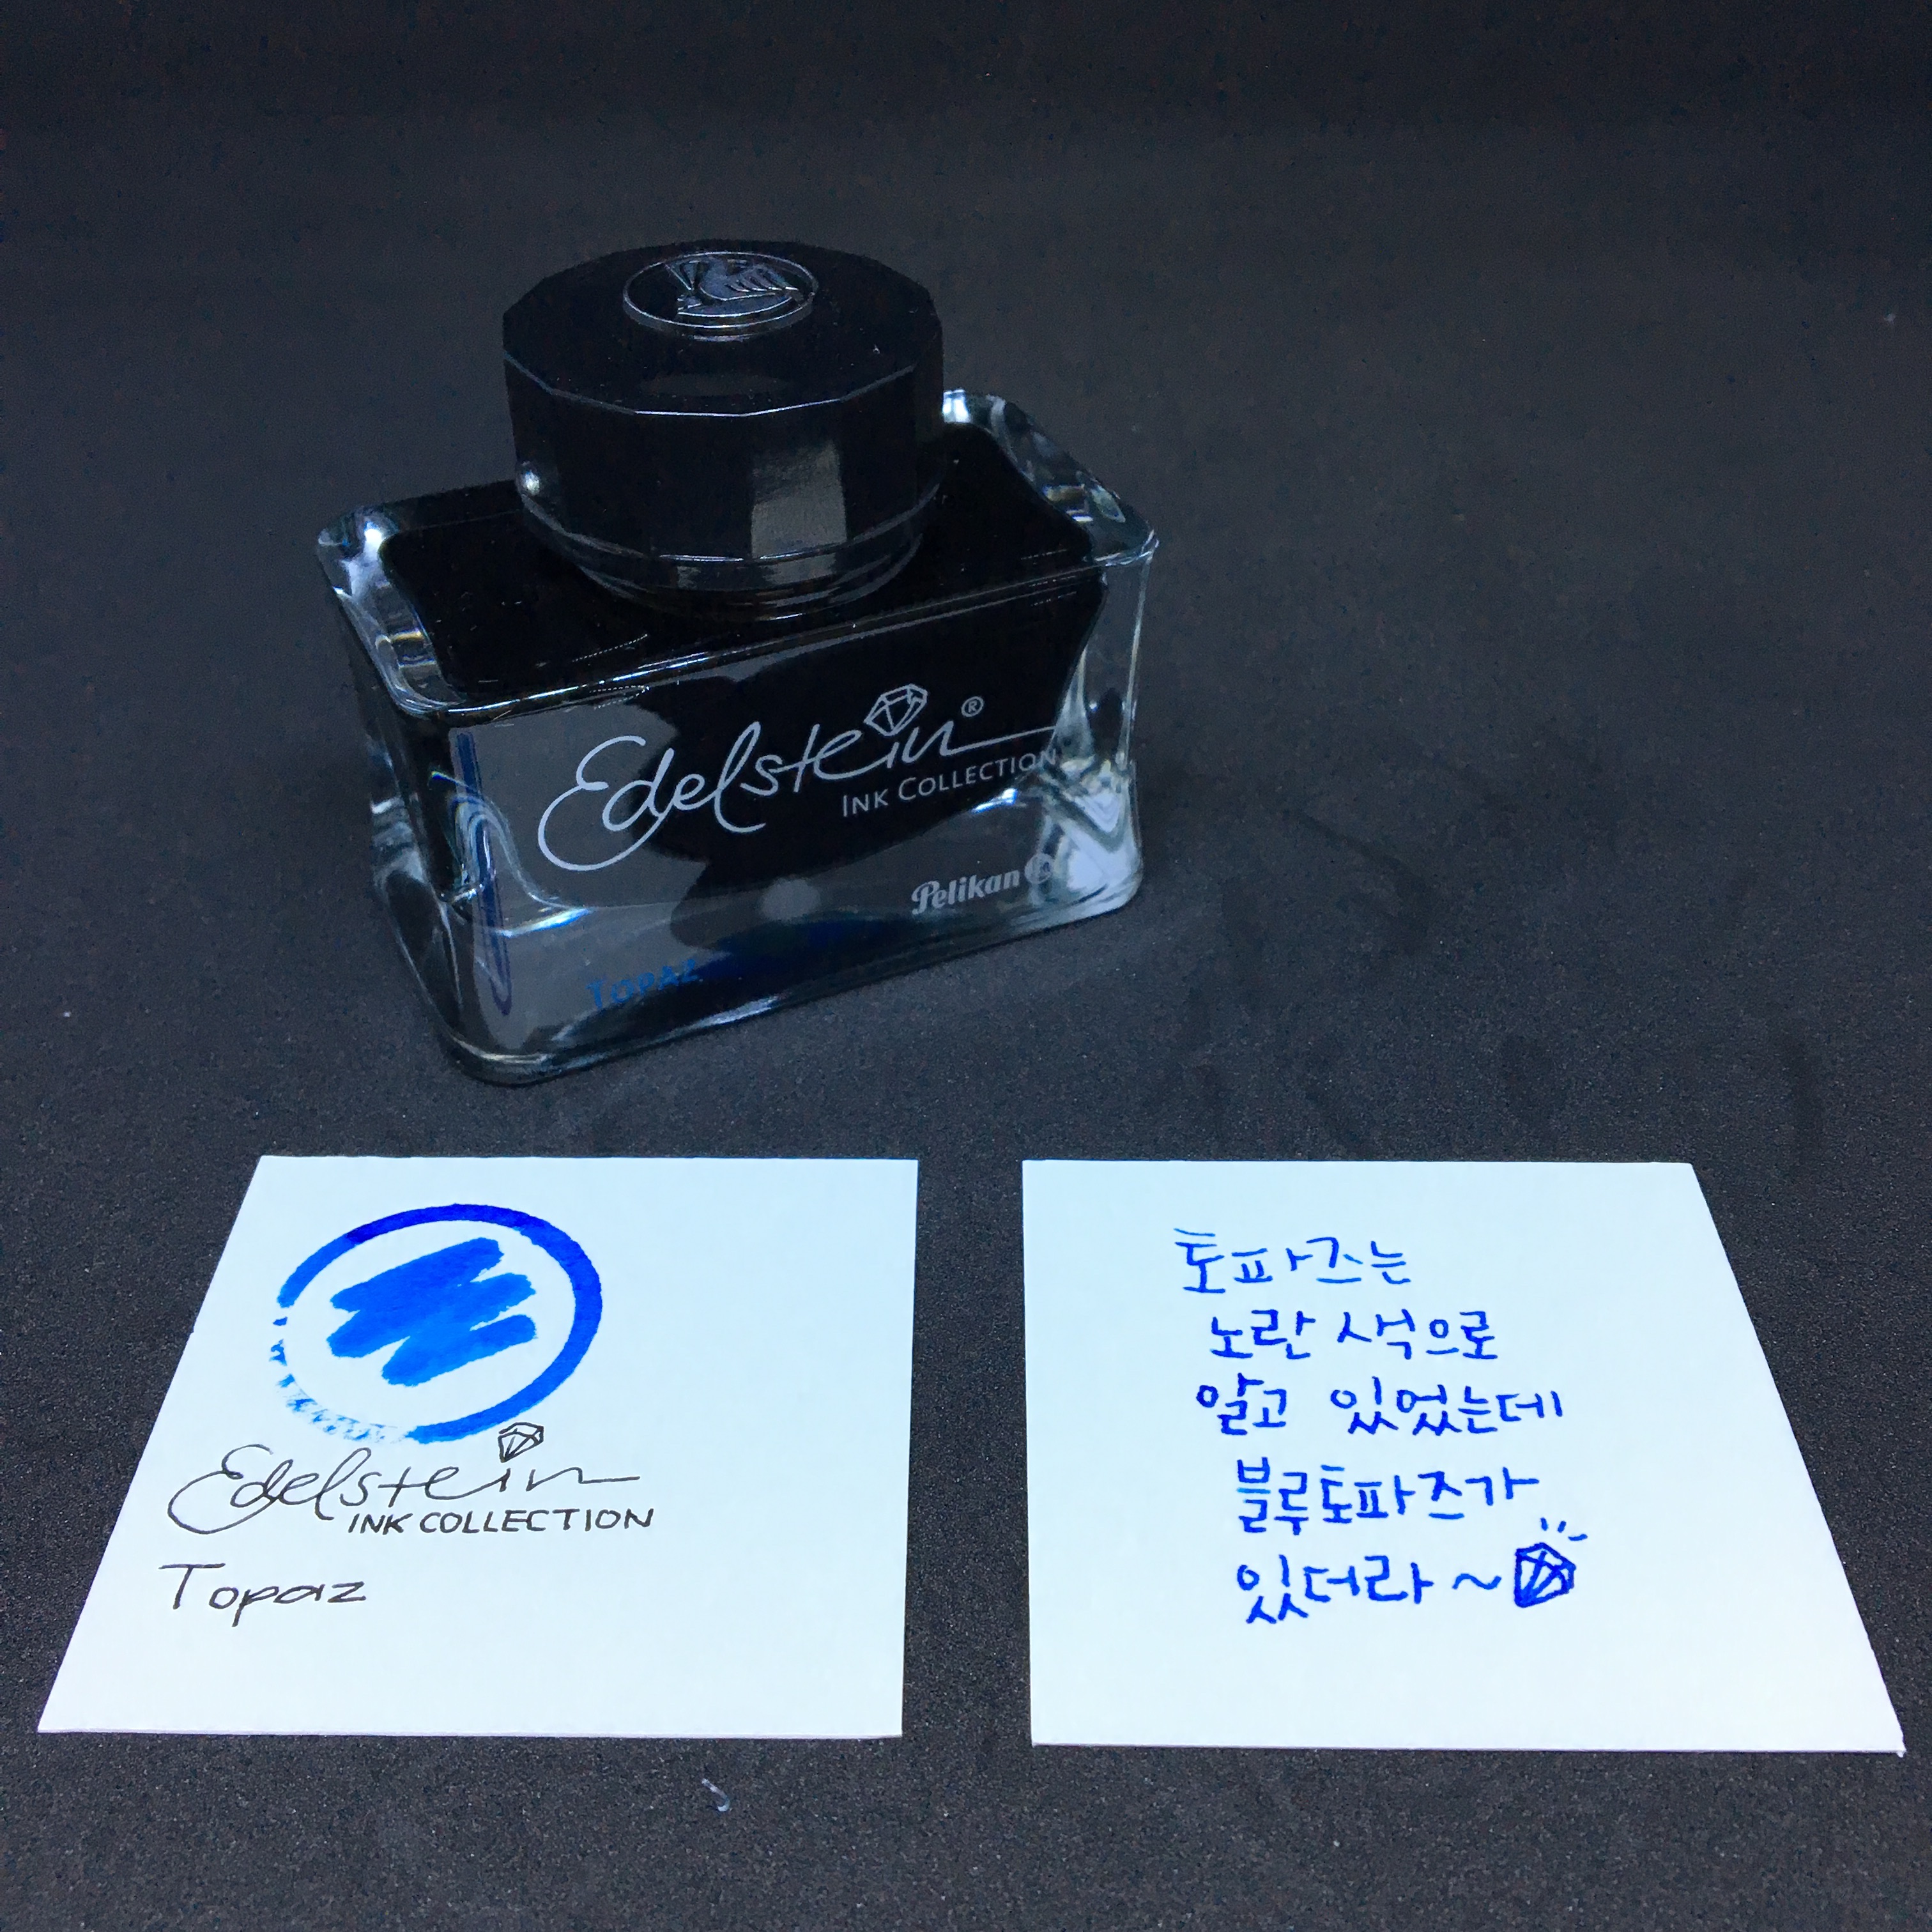 Edelstein®
INK COLLECTION
Pelikan
TOPAZ
Edelstein
INK COLLECTION
Topaz
토파즈는
노란 색으로
알고 있었는데
블루토파즈가
있더라~